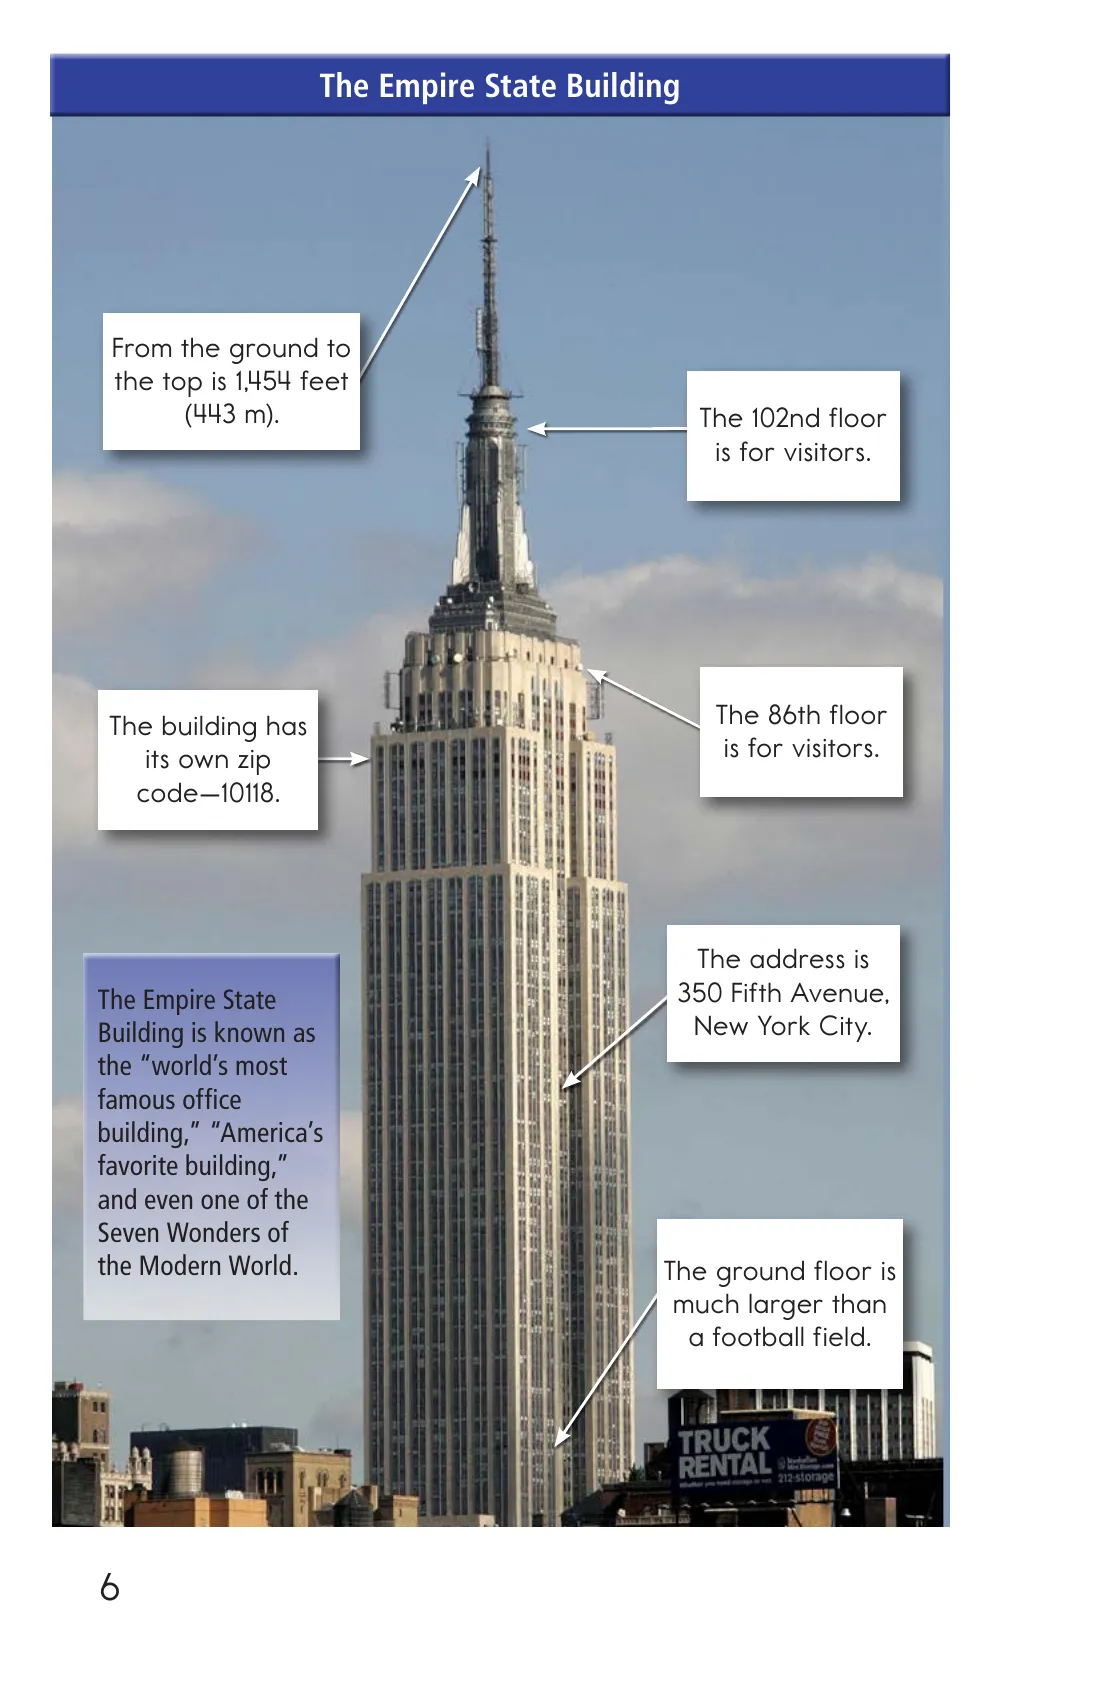 The Empire State Building
From the ground to
the top is 1,454 feet
(443 m).
The 102nd floor
is for visitors.
The building has
its own zip
code—10118.
The 86th floor
is for visitors.
The address is
350 Fifth Avenue,
New York City.
The Empire State
Building is known as
the “world’s most
famous office
building,” “America’s
favorite building,”
and even one of the
Seven Wonders of
the Modern World.
The ground floor is
much larger than
a football field.
TRUCK
RENTAL
212-storage
6